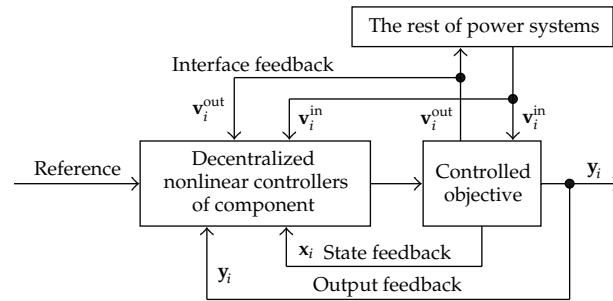 The rest of power systems
Interface feedback
v_i^out
v_i^in
v_i^out
v_i^in
Reference
Decentralized
nonlinear controllers
of component
Controlled
objective
y_i
x_i
State feedback
y_i
Output feedback